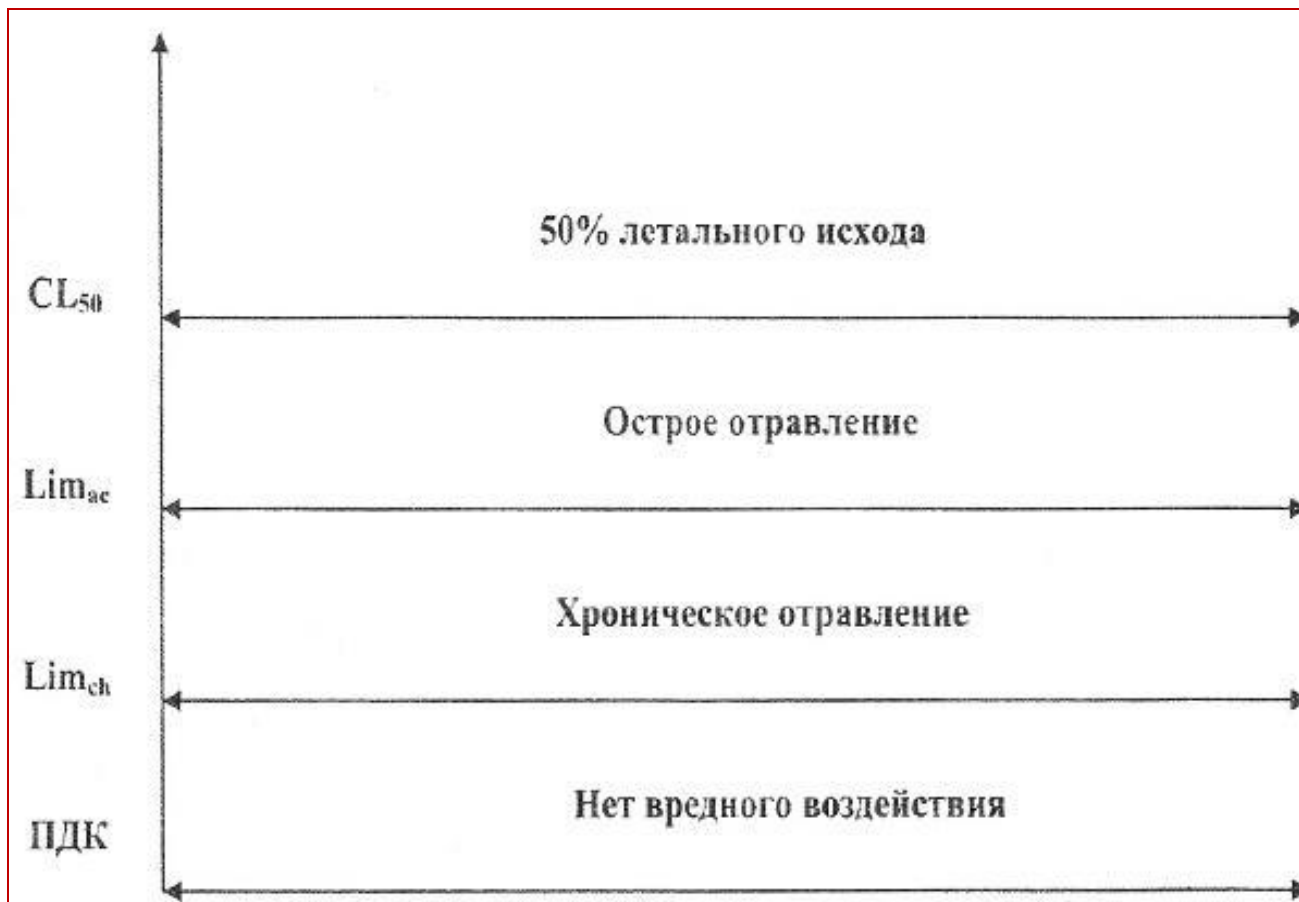 50% летального исхода
CL50
Острое отравление
Limac
Хроническое отравление
Limch
Нет вредного воздействия
ПДК